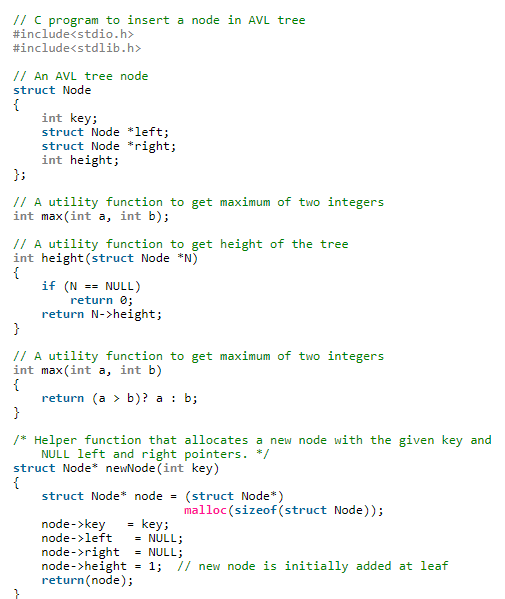 // C program to insert a node in AVL tree
#include<stdio.h>
#include<stdlib.h>

// An AVL tree node
struct Node
{
    int key;
    struct Node *left;
    struct Node *right;
    int height;
};

// A utility function to get maximum of two integers
int max(int a, int b);

// A utility function to get height of the tree
int height(struct Node *N)
{
    if (N == NULL)
        return 0;
    return N->height;
}

// A utility function to get maximum of two integers
int max(int a, int b)
{
    return (a > b)? a : b;
}

/* Helper function that allocates a new node with the given key and
    NULL left and right pointers. */
struct Node* newNode(int key)
{
    struct Node* node = (struct Node*)
                        malloc(sizeof(struct Node));
    node->key   = key;
    node->left   = NULL;
    node->right  = NULL;
    node->height = 1;  // new node is initially added at leaf
    return(node);
}